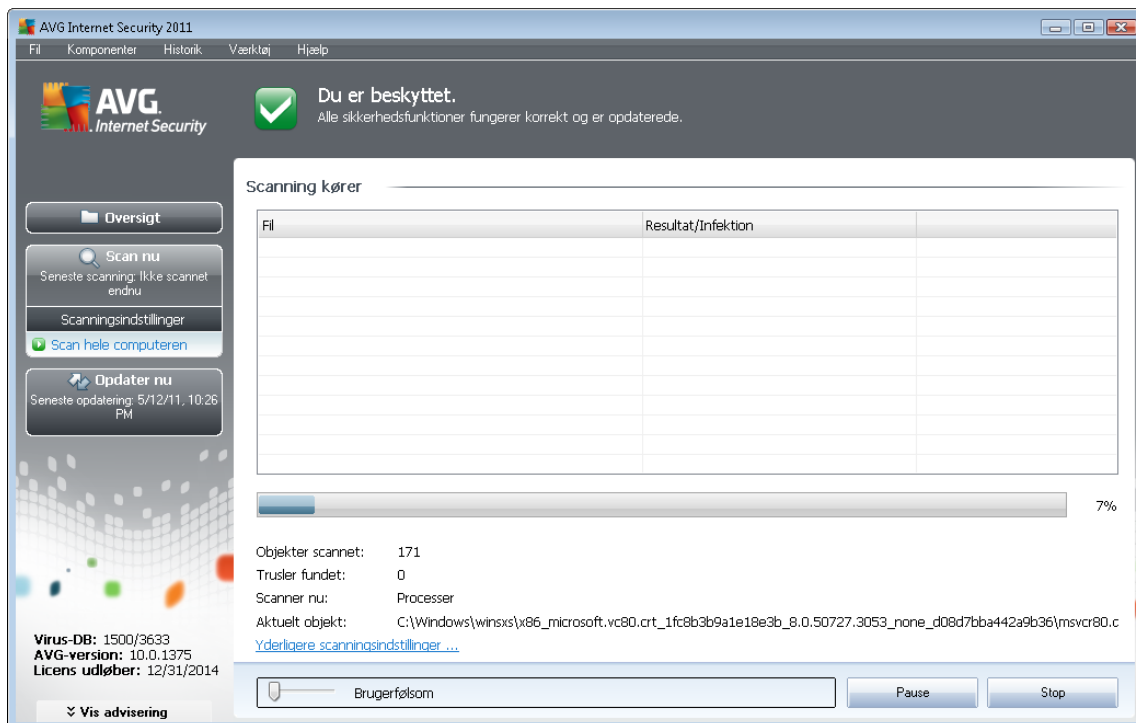 AVG Internet Security 2011
Fil Komponenter Historik Værktøj Hjælp
AVG.
Internet Security
Du er beskyttet.
Alle sikkerhedsfunktioner fungerer korrekt og er opdaterede.
Oversigt
Scan nu
Seneste scanning: Ikke scannet
endnu
Scanningsindstillinger
Scan hele computeren
Opdater nu
Seneste opdatering: 5/12/11, 10:26
PM
Virus-DB: 1500/3633
AVG-version: 10.0.1375
Licens udløber: 12/31/2014
Vis advisering
Scanning kører
Fil Resultat/Infektion
7%
Objekter scannet: 171
Trusler fundet: 0
Scanner nu: Processer
Aktuelt objekt: C:\Windows\winsxs\x86_microsoft.vc80.crt_1fc8b3b9a1e18e3b_8.0.50727.3053_none_d08d7bba442a9b36\msvcr80.c
Yderligere scanningsindstillinger ...
Brugerfølsom
Pause
Stop